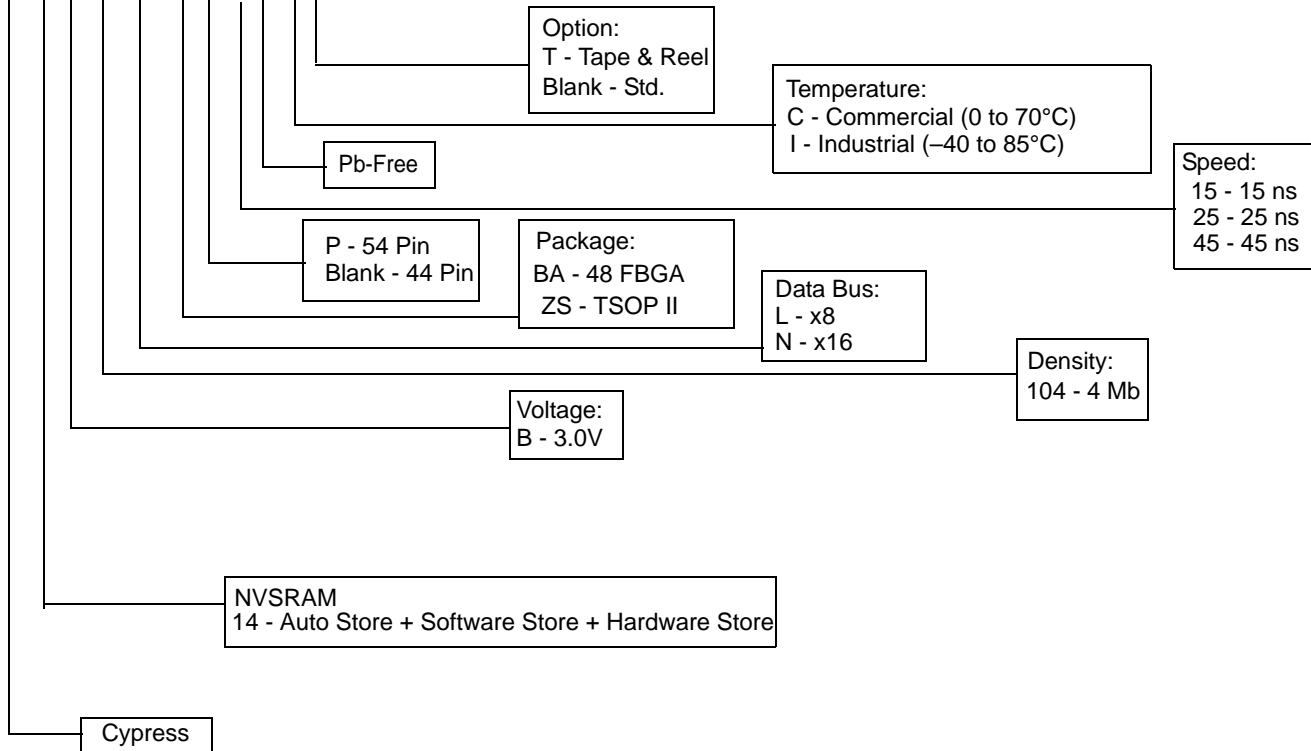 Option:
T - Tape & Reel
Blank - Std.
Temperature:
C - Commercial (0 to 70°C)
I - Industrial (–40 to 85°C)
Pb-Free
Speed:
15 - 15 ns
25 - 25 ns
45 - 45 ns
P - 54 Pin
Blank - 44 Pin
Package:
BA - 48 FBGA
ZS - TSOP II
Data Bus:
L - x8
N - x16
Density:
104 - 4 Mb
Voltage:
B - 3.0V
NVSRAM
14 - Auto Store + Software Store + Hardware Store
Cypress